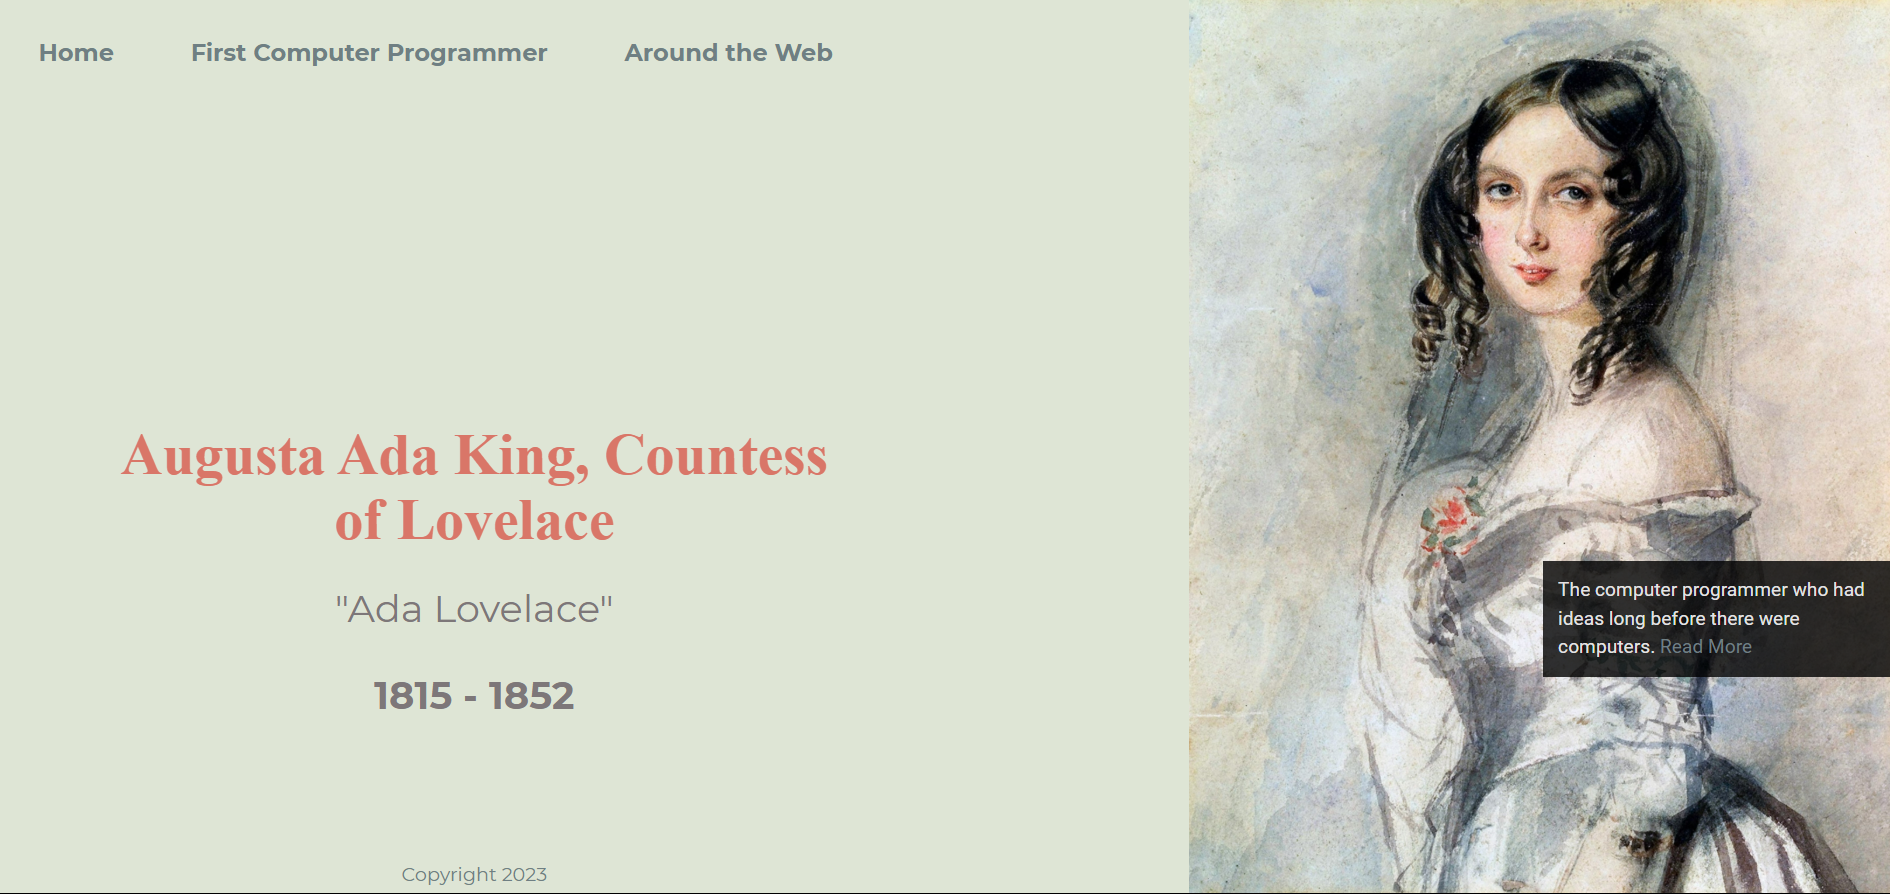 Home First Computer Programmer Around the Web
Augusta Ada King, Countess
of Lovelace
"Ada Lovelace"
1815 - 1852
The computer programmer who had
ideas long before there were
computers. Read More
Copyright 2023